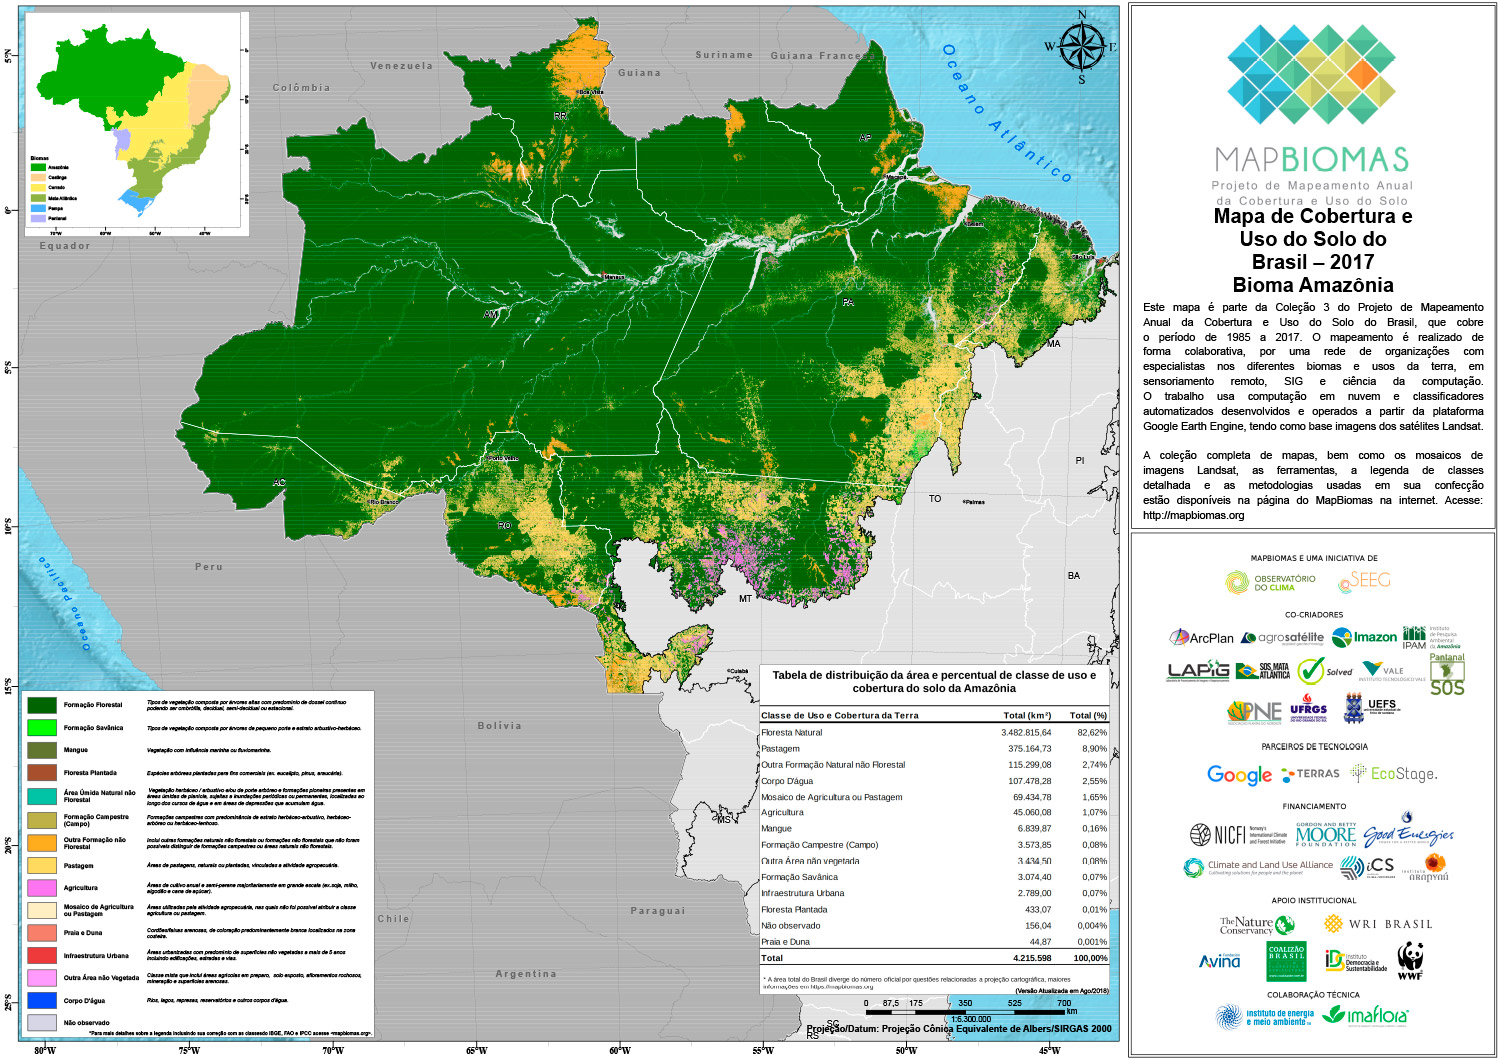 Venezuela
Colômbia
Equador
Peru
Bolívia
Chile
Argentina
Paraguai
Guiana
Suriname
Guiana Francesa
Oceano Atlântico
Oceano Pacífico
N
W
E
S
Biomas
Amazônia
Caatinga
Cerrado
Mata Atlântica
Pampa
Pantanal
RR
Boa Vista
AP
Macapá
Belém
São Luís
Manaus
AM
PA
MA
PI
TO
Palmas
BA
AC
Rio Branco
Porto Velho
RO
MT
Cuiabá
MS
SC
RS
5°N
0°
5°S
10°S
15°S
20°S
25°S
80°W
75°W
70°W
65°W
60°W
55°W
50°W
45°W
Formação Florestal
Tipos de vegetação composta por árvores altas com predomínio de dossel contínuo
podendo ser ombrófila, decidual, semi-decidual ou estacional.
Formação Savânica
Tipos de vegetação composta por árvores de pequeno porte e estrato arbustivo-herbáceo.
Mangue
Vegetação com influência marinha ou fluviomarinha.
Floresta Plantada
Espécies arbóreas plantadas para fins comerciais (ex. eucalipto, pinus, araucária).
Área Úmida Natural não
Florestal
Vegetação herbáceo / arbustivo e/ou de porte arbóreo e formações pioneiras presentes em
áreas úmidas de planície, sujeitas a inundações periódicas ou permanentes, localizadas ao
longo dos cursos de água e em áreas de depressões que acumulam água.
Formação Campestre
(Campo)
Formações campestres com predominância de estrato herbáceo-arbustivo, herbáceo-
arbóreo ou herbáceo-lenhoso.
Outra Formação não
Florestal
Inclui outras formações naturais não florestais ou formações não florestais que não foram
possíveis distinguir de formações campestres ou áreas naturais não florestais.
Pastagem
Áreas de pastagens, naturais ou plantadas, vinculadas a atividade agropecuária.
Agricultura
Áreas de cultivo anual e semi-perene majoritariamente em grande escala (ex.soja, milho,
algodão e cana de açúcar).
Mosaico de Agricultura
ou Pastagem
Áreas utilizadas pela atividade agropecuária, nas quais não foi possível atribuir a classe
agricultura ou pastagem.
Praia e Duna
Cordões/faixas arenosas, de coloração predominantemente branca localizados na zona
costeira.
Infraestrutura Urbana
Áreas urbanizadas com predomínio de superfícies não vegetadas a mais de 5 anos
incluindo edificações, estradas e vias.
Outra Área não Vegetada
Classe mista que inclui áreas agrícolas em preparo, solo exposto, afloramentos rochosos,
mineração e superfícies arenosas.
Corpo D'água
Rios, lagos, represas, reservatórios e outros corpos d'água.
Não observado
*Para mais detalhes sobre a legenda incluindo sua correção com as classesdo IBGE, FAO e IPCC acesse <mapbiomas.org>.
Tabela de distribuição da área e percentual de classe de uso e
cobertura do solo da Amazônia
Classe de Uso e Cobertura da Terra Total (km²) Total (%)
Floresta Natural 3.482.815,64 82,62%
Pastagem 375.164,73 8,90%
Outra Formação Natural não Florestal 115.299,08 2,74%
Corpo D'água 107.478,28 2,55%
Mosaico de Agricultura ou Pastagem 69.434,78 1,65%
Agricultura 45.060,08 1,07%
Mangue 6.839,87 0,16%
Formação Campestre (Campo) 3.573,85 0,08%
Outra Área não vegetada 3.434,50 0,08%
Formação Savânica 3.074,40 0,07%
Infraestrutura Urbana 2.789,00 0,07%
Floresta Plantada 433,07 0,01%
Não observado 156,04 0,004%
Praia e Duna 44,87 0,001%
Total 4.215.598 100,00%
* A área total do Brasil diverge do número oficial por questões relacionadas à projeção cartográfica, maiores
informações em https://mapbiomas.org
(Versão Atualizada em Ago/2018)
0 87,5 175 350 525 700
km
1:6.300.000
Projeção/Datum: Projeção Cônica Equivalente de Albers/SIRGAS 2000
MAPBIOMAS
Projeto de Mapeamento Anual
da Cobertura e Uso do Solo
Mapa de Cobertura e
Uso do Solo do
Brasil – 2017
Bioma Amazônia
Este mapa é parte da Coleção 3 do Projeto de Mapeamento
Anual da Cobertura e Uso do Solo do Brasil, que cobre
o período de 1985 a 2017. O mapeamento é realizado de
forma colaborativa, por uma rede de organizações com
especialistas nos diferentes biomas e usos da terra, em
sensoriamento remoto, SIG e ciência da computação.
O trabalho usa computação em nuvem e classificadores
automatizados desenvolvidos e operados a partir da plataforma
Google Earth Engine, tendo como base imagens dos satélites Landsat.
A coleção completa de mapas, bem como os mosaicos de
imagens Landsat, as ferramentas, a legenda de classes
detalhada e as metodologias usadas em sua confecção
estão disponíveis na página do MapBiomas na internet. Acesse:
http://mapbiomas.org
MAPBIOMAS E UMA INICIATIVA DE
OBSERVATÓRIO
DO CLIMA
SEEG
CO-CRIADORES
ArcPlan
agrosatélite
Imazon
IPAM
Instituto
de Pesquisa
Ambiental
da Amazônia
LAPIG
SOS MATA
ATLÂNTICA
Solved
VALE
INSTITUTO TECNOLÓGICO VALE
Pantanal
SOS
APNE
UFRGS
UEFS
PARCEIROS DE TECNOLOGIA
Google
TERRAS
EcoStage.
FINANCIAMENTO
NICFI
Norway's
International Climate
and Forest Initiative
GORDON AND BETTY
MOORE
FOUNDATION
Good Energies
Climate and Land Use Alliance
Cultivating solutions for people and the planet
iCS
instituto
arapyaú
APOIO INSTITUCIONAL
The Nature
Conservancy
WRI BRASIL
Fundación
Avina
COALIZÃO
BRASIL
iDS
Instituto
Democracia e
Sustentabilidade
WWF
COLABORAÇÃO TÉCNICA
instituto de energia
e meio ambiente
imaflora